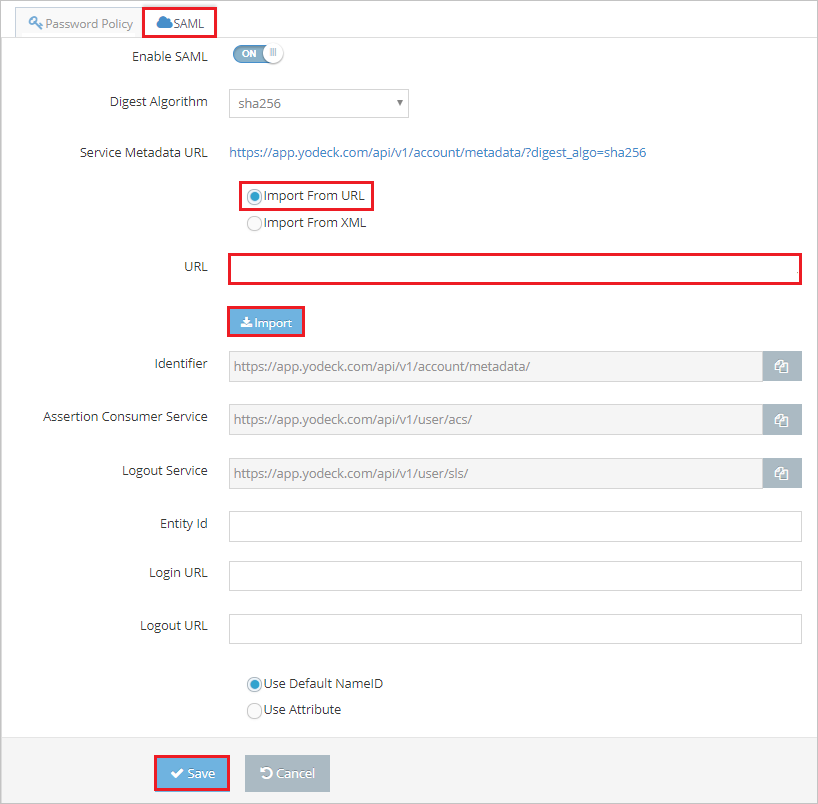 Password Policy SAML
Enable SAML ON
Digest Algorithm sha256
Service Metadata URL https://app.yodeck.com/api/v1/account/metadata/?digest_algo=sha256
Import From URL
Import From XML
URL
Import
Identifier https://app.yodeck.com/api/v1/account/metadata/
Assertion Consumer Service https://app.yodeck.com/api/v1/user/acs/
Logout Service https://app.yodeck.com/api/v1/user/sls/
Entity Id
Login URL
Logout URL
Use Default NameID
Use Attribute
Save Cancel